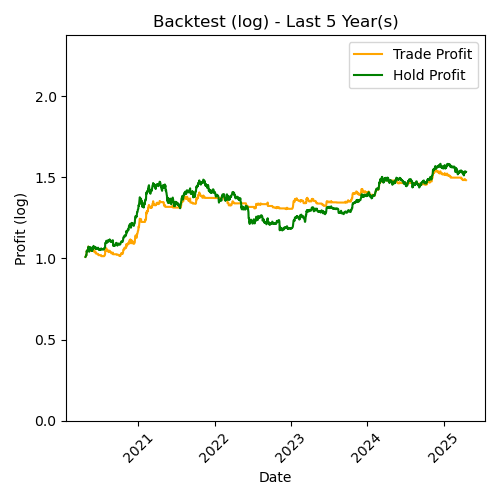 Backtest (log) - Last 5 Year(s)
Trade Profit
Hold Profit
Profit (log)
2.0
1.5
1.0
0.5
0.0
2021
2022
2023
2024
2025
Date